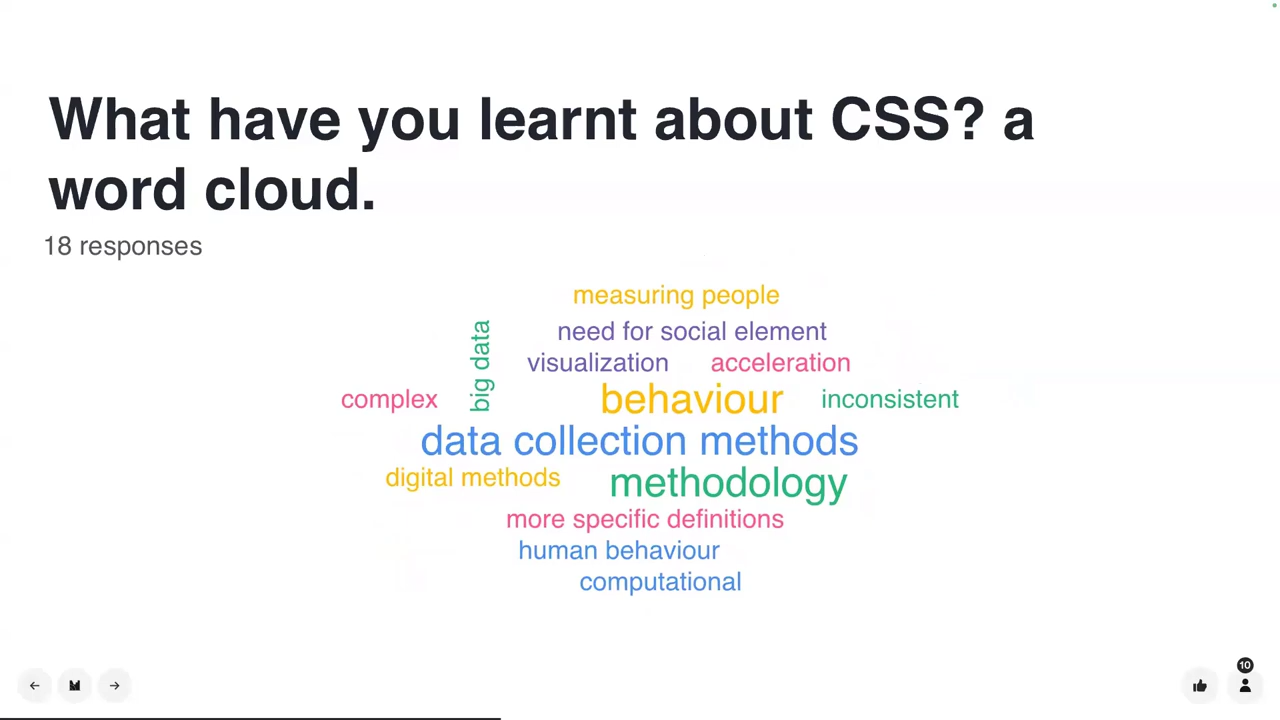 What have you learnt about CSS? a
word cloud.
18 responses
measuring people
need for social element
big data
visualization acceleration
complex behaviour inconsistent
data collection methods
digital methods methodology
more specific definitions
human behaviour
computational
10